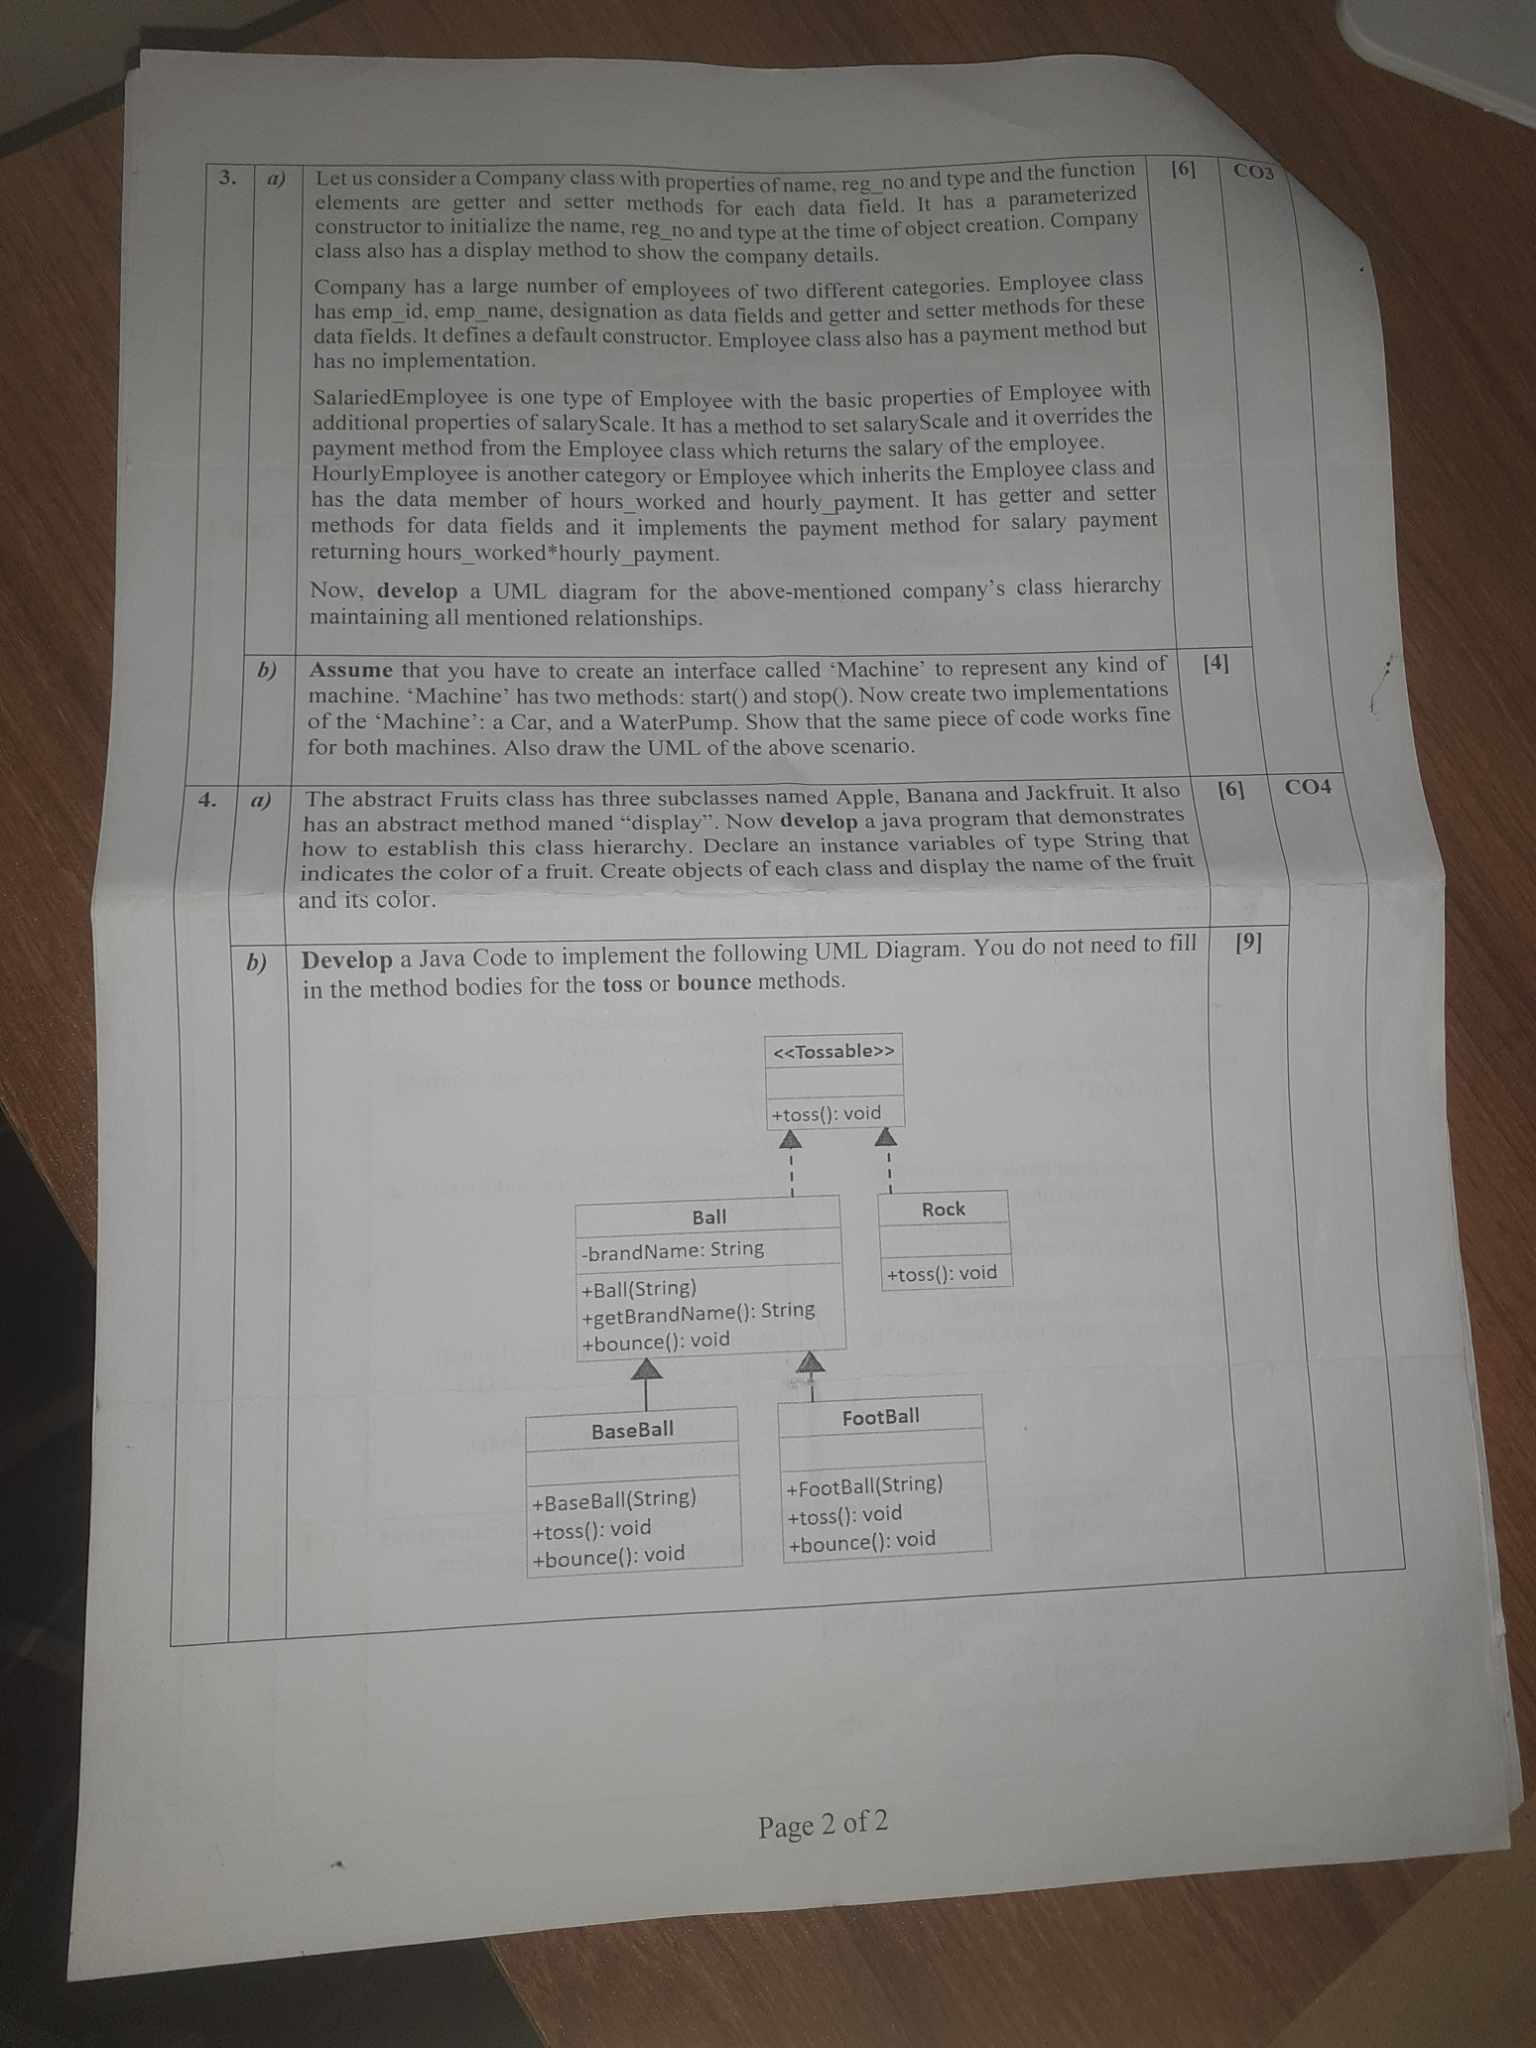 3. a) Let us consider a Company class with properties of name, reg_no and type and the function [6] CO3
elements are getter and setter methods for each data field. It has a parameterized
constructor to initialize the name, reg_no and type at the time of object creation. Company
class also has a display method to show the company details.
Company has a large number of employees of two different categories. Employee class
has emp_id, emp_name, designation as data fields and getter and setter methods for these
data fields. It defines a default constructor. Employee class also has a payment method but
has no implementation.
SalariedEmployee is one type of Employee with the basic properties of Employee with
additional properties of salaryScale. It has a method to set salaryScale and it overrides the
payment method from the Employee class which returns the salary of the employee.
HourlyEmployee is another category or Employee which inherits the Employee class and
has the data member of hours_worked and hourly_payment. It has getter and setter
methods for data fields and it implements the payment method for salary payment
returning hours_worked*hourly_payment.
Now, develop a UML diagram for the above-mentioned company's class hierarchy
maintaining all mentioned relationships.
b) Assume that you have to create an interface called ‘Machine’ to represent any kind of [4]
machine. ‘Machine’ has two methods: start() and stop(). Now create two implementations
of the ‘Machine’: a Car, and a WaterPump. Show that the same piece of code works fine
for both machines. Also draw the UML of the above scenario.
4. a) The abstract Fruits class has three subclasses named Apple, Banana and Jackfruit. It also [6] CO4
has an abstract method maned “display”. Now develop a java program that demonstrates
how to establish this class hierarchy. Declare an instance variables of type String that
indicates the color of a fruit. Create objects of each class and display the name of the fruit
and its color.
b) Develop a Java Code to implement the following UML Diagram. You do not need to fill [9]
in the method bodies for the toss or bounce methods.
<<Tossable>>
+toss(): void
Ball
-brandName: String
+Ball(String)
+getBrandName(): String
+bounce(): void
Rock
+toss(): void
BaseBall
+BaseBall(String)
+toss(): void
+bounce(): void
FootBall
+FootBall(String)
+toss(): void
+bounce(): void
Page 2 of 2